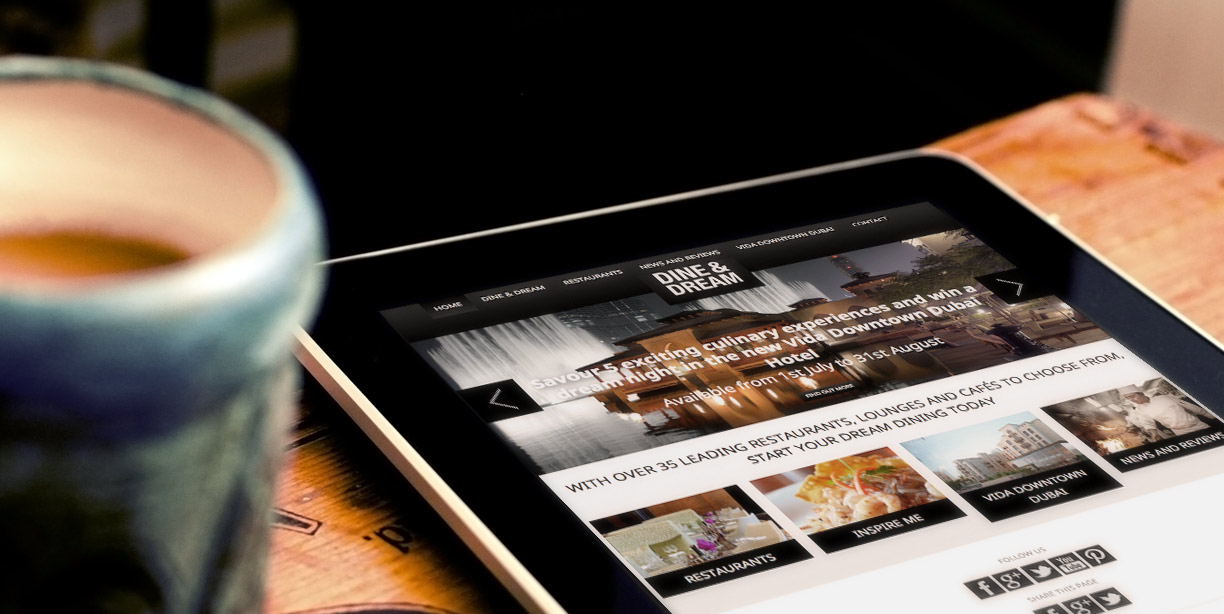 HOME
DINE & DREAM
RESTAURANTS
NEWS AND REVIEWS
VIDA DOWNTOWN DUBAI
CONTACT
DINE &
DREAM
Savour 5 exciting culinary experiences and win a
dream night in the new Vida Downtown Dubai
Hotel
Available from 1st July to 31st August
FIND OUT MORE
WITH OVER 35 LEADING RESTAURANTS, LOUNGES AND CAFÉS TO CHOOSE FROM,
START YOUR DREAM DINING TODAY
RESTAURANTS
INSPIRE ME
VIDA DOWNTOWN
DUBAI
NEWS AND REVIEWS
FOLLOW US
f g+ You Tube
SHARE THIS PAGE
f g+